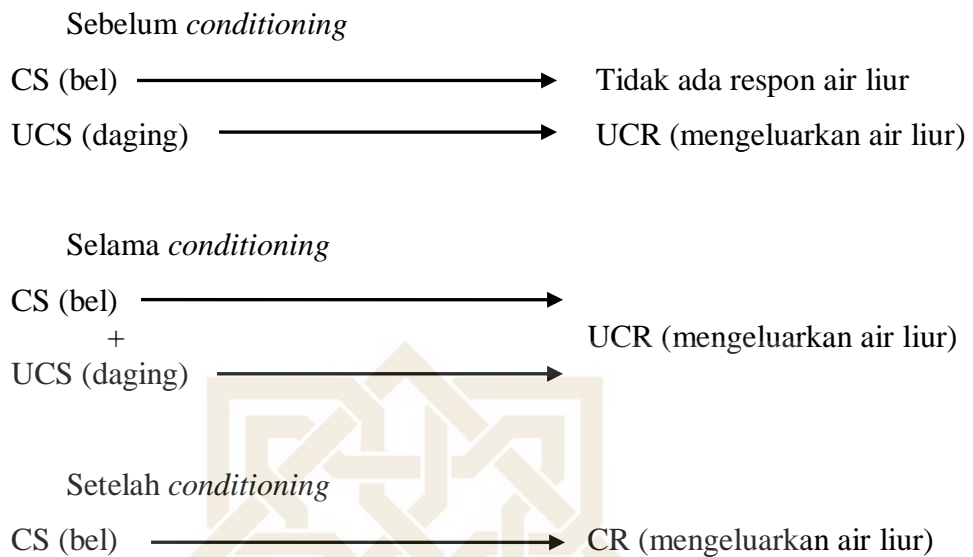 Sebelum conditioning
CS (bel) Tidak ada respon air liur
UCS (daging) UCR (mengeluarkan air liur)
Selama conditioning
CS (bel)
+
UCR (mengeluarkan air liur)
UCS (daging)
Setelah conditioning
CS (bel) CR (mengeluarkan air liur)